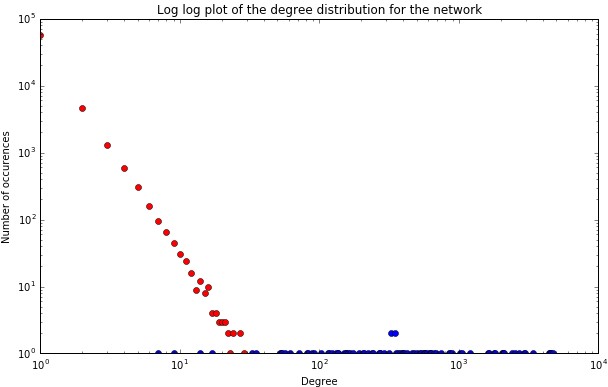 Log log plot of the degree distribution for the network
Number of occurences
10^5
10^4
10^3
10^2
10^1
10^0
10^0 10^1 10^2 10^3 10^4
Degree